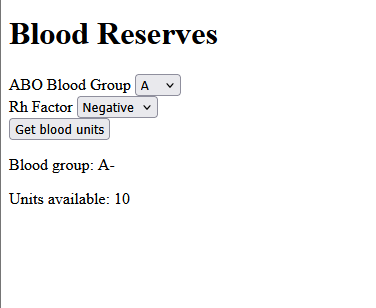 Blood Reserves
ABO Blood Group A
Rh Factor Negative
Get blood units
Blood group: A-
Units available: 10